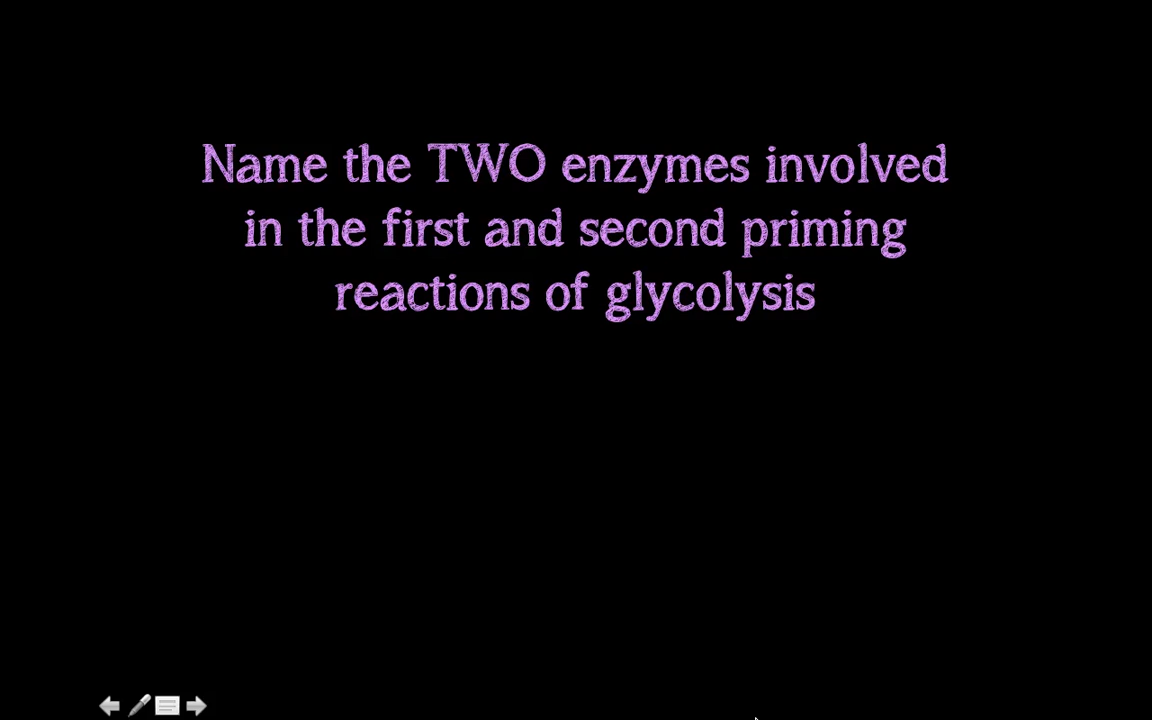 Name the TWO enzymes involved
in the first and second priming
reactions of glycolysis